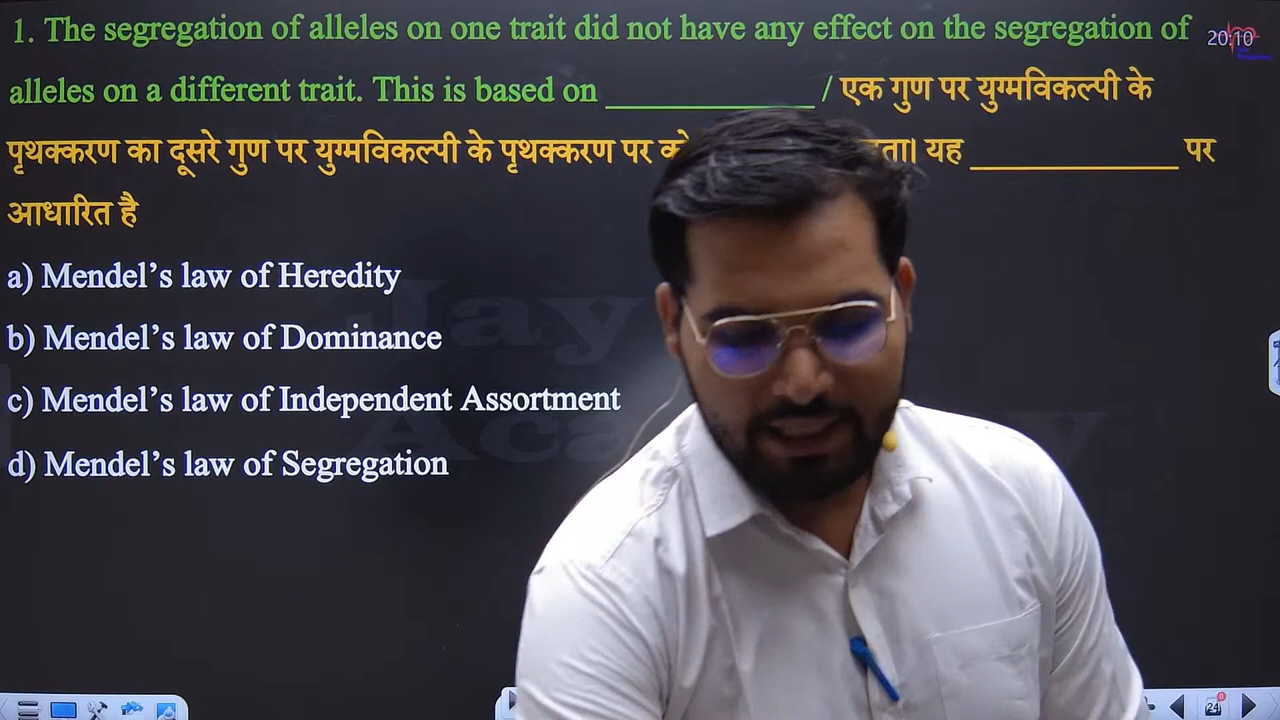 1. The segregation of alleles on one trait did not have any effect on the segregation of
20:10
alleles on a different trait. This is based on ____________ / एक गुण पर युग्मविकल्पी के
पृथक्करण का दूसरे गुण पर युग्मविकल्पी के पृथक्करण पर यह ____________ पर
आधारित है
a) Mendel’s law of Heredity
b) Mendel’s law of Dominance
c) Mendel’s law of Independent Assortment
d) Mendel’s law of Segregation
24